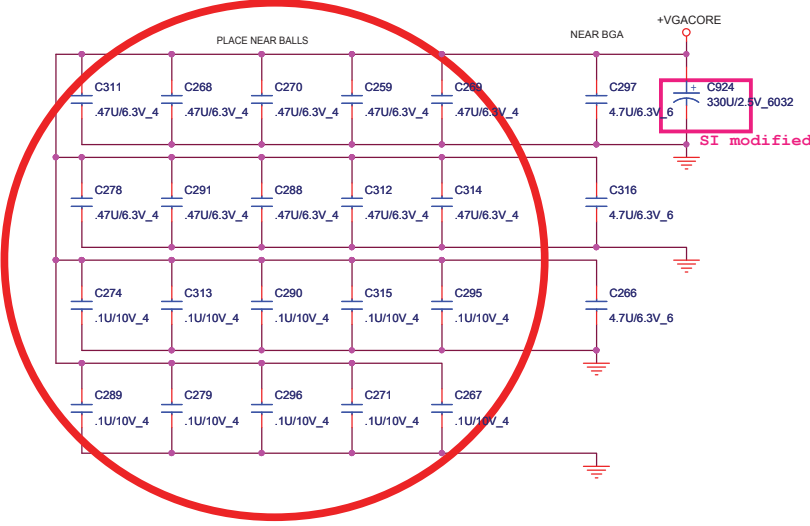 +VGACORE
PLACE NEAR BALLS
NEAR BGA
C311 C268 C270 C259 C269 C297 + C924
.47U/6.3V_4 .47U/6.3V_4 .47U/6.3V_4 .47U/6.3V_4 .47U/6.3V_4 4.7U/6.3V_6 330U/2.5V_6032
SI modified
C278 C291 C288 C312 C314 C316
.47U/6.3V_4 .47U/6.3V_4 .47U/6.3V_4 .47U/6.3V_4 .47U/6.3V_4 4.7U/6.3V_6
C274 C313 C290 C315 C295 C266
.1U/10V_4 .1U/10V_4 .1U/10V_4 .1U/10V_4 .1U/10V_4 4.7U/6.3V_6
C289 C279 C296 C271 C267
.1U/10V_4 .1U/10V_4 .1U/10V_4 .1U/10V_4 .1U/10V_4